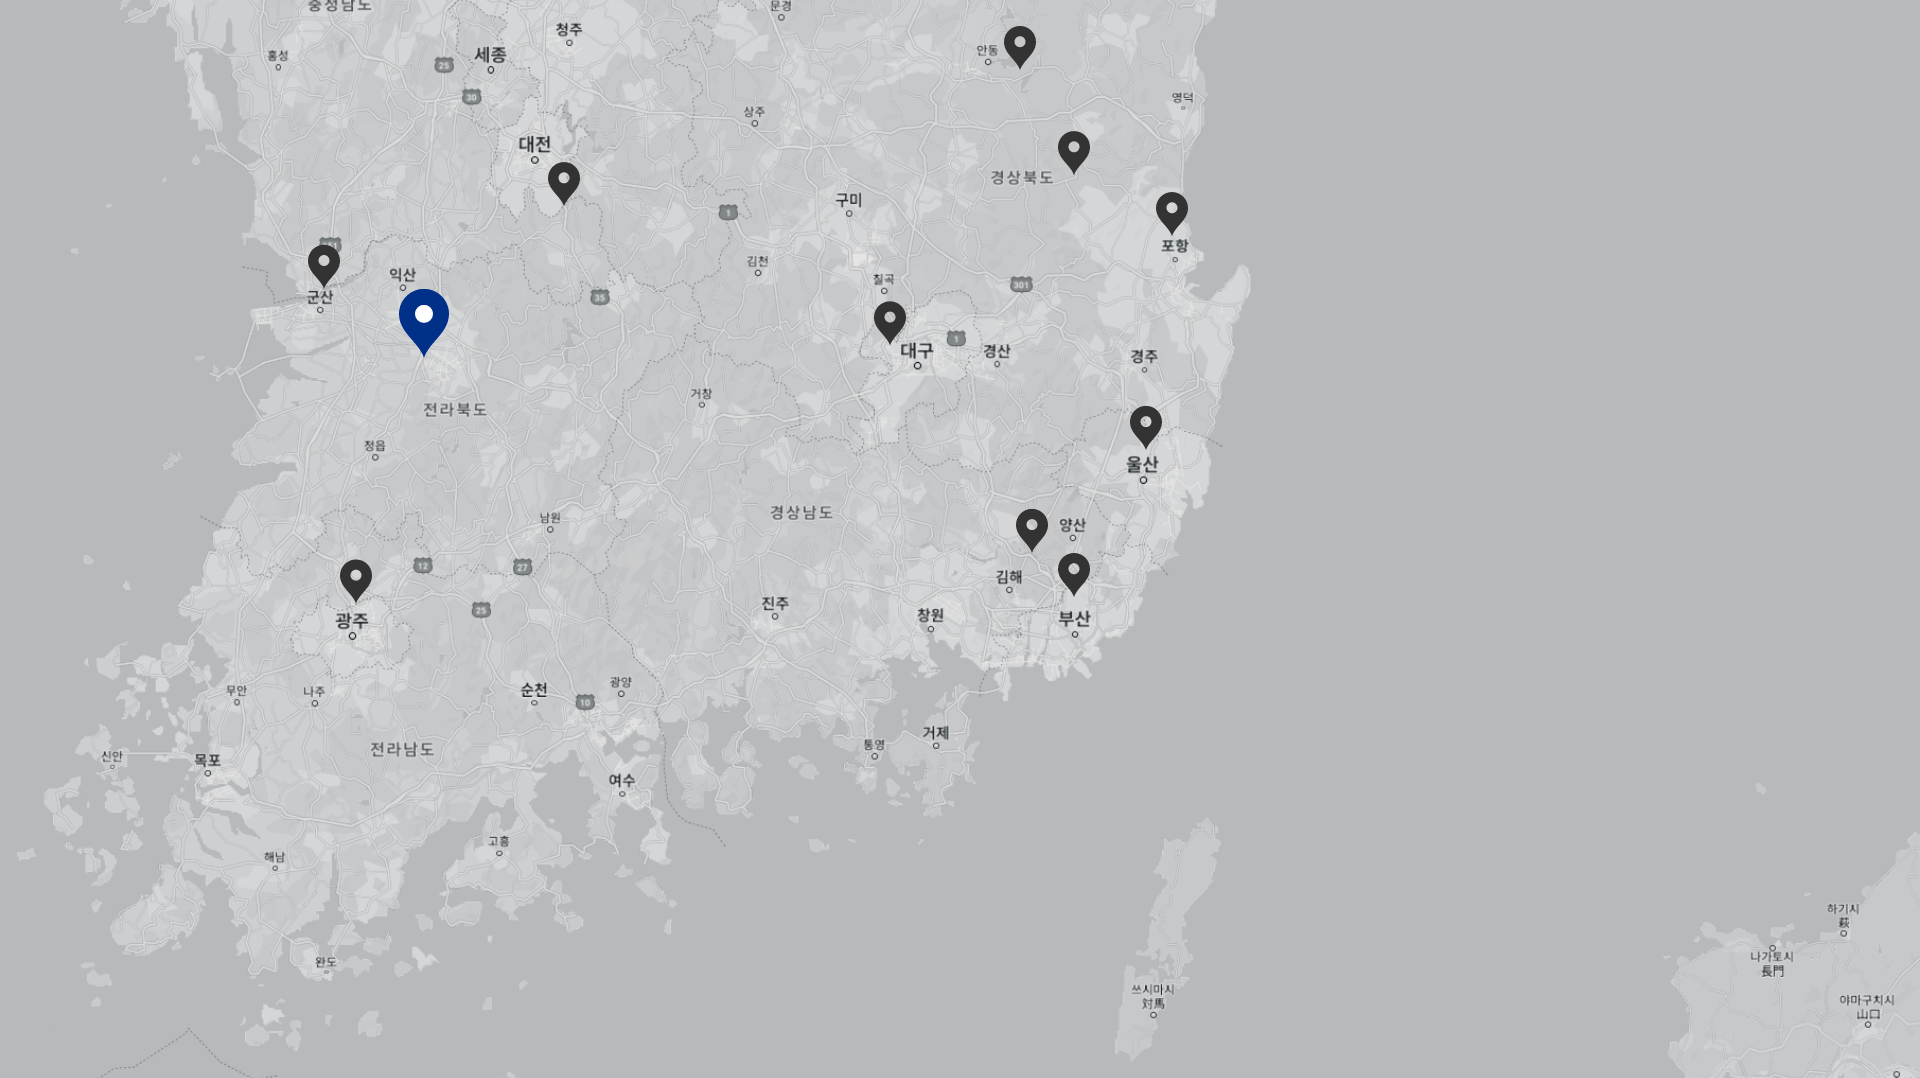 충청남도
문경
청주
홍성
세종
안동
25
30
영덕
상주
대전
경상북도
구미
1
포항
김천
익산
칠곡
301
군산
35
1
대구
경산
경주
거창
전라북도
정읍
울산
경상남도
남원
양산
12
27
김해
25
진주
창원
부산
광주
광양
순천
무안
나주
10
거제
통영
전라남도
신안
목포
여수
고흥
해남
하기시
萩
나가토시
長門
완도
쓰시마시
対馬
야마구치시
山口